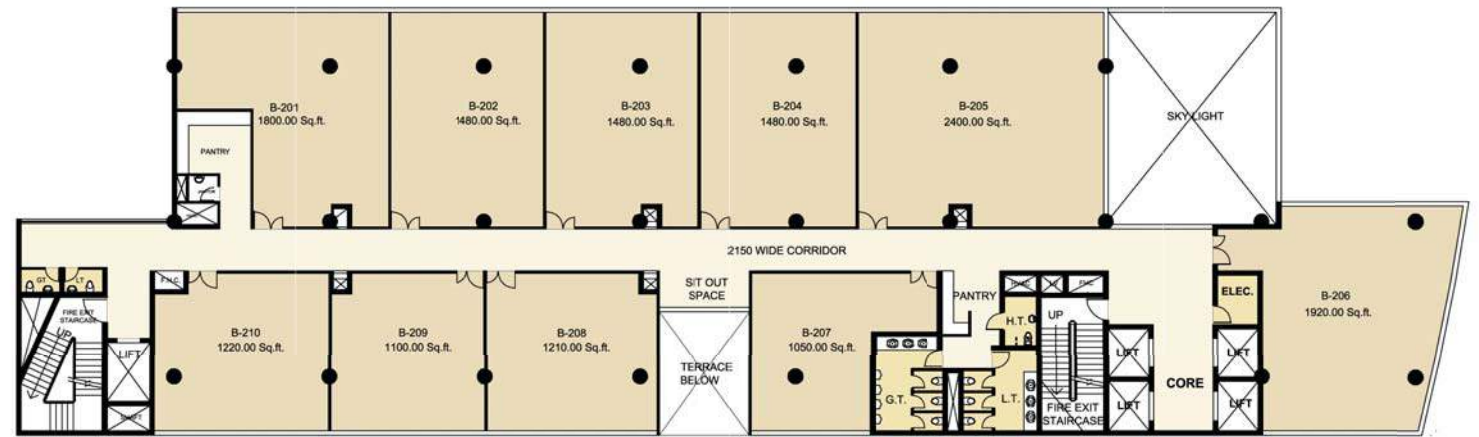 B-201
1800.00 Sq.ft.
B-202
1480.00 Sq.ft.
B-203
1480.00 Sq.ft.
B-204
1480.00 Sq.ft.
B-205
2400.00 Sq.ft.
SKY LIGHT
PANTRY
2150 WIDE CORRIDOR
GT
LT
F.H.C.
FIRE EXIT
STAIRCASE
UP
LIFT
B-210
1220.00 Sq.ft.
B-209
1100.00 Sq.ft.
B-208
1210.00 Sq.ft.
SIT OUT
SPACE
TERRACE
BELOW
B-207
1050.00 Sq.ft.
PANTRY
H.T.
G.T.
L.T.
UP
FIRE EXIT
STAIRCASE
LIFT
LIFT
CORE
LIFT
LIFT
ELEC.
B-206
1920.00 Sq.ft.